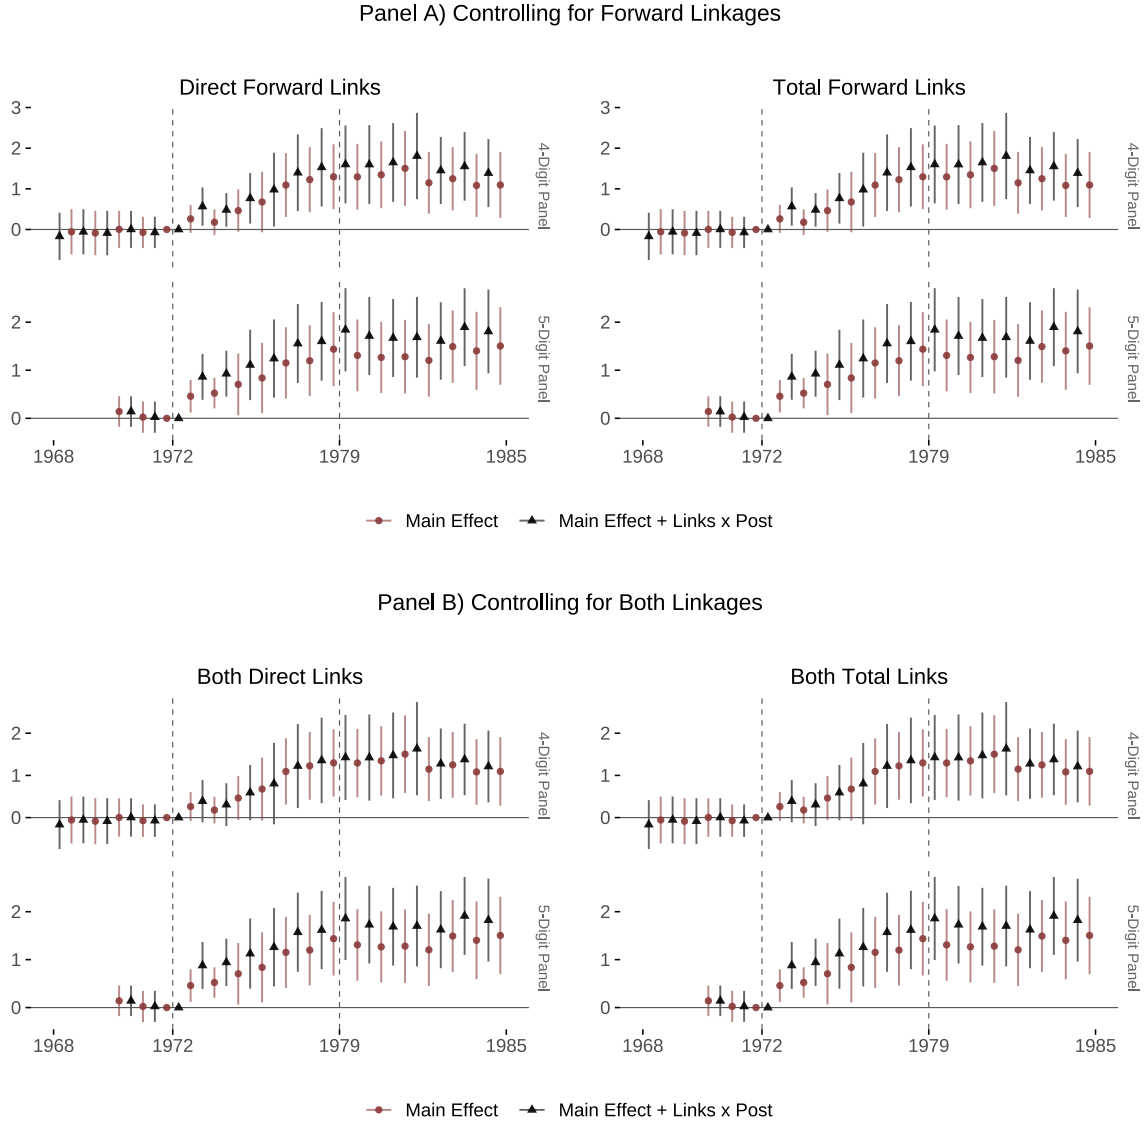 Panel A) Controlling for Forward Linkages
Direct Forward Links
Total Forward Links
3
2
1
0
4-Digit Panel
3
2
1
0
4-Digit Panel
2
1
0
5-Digit Panel
2
1
0
5-Digit Panel
1968 1972 1979 1985
1968 1972 1979 1985
Main Effect Main Effect + Links x Post
Panel B) Controlling for Both Linkages
Both Direct Links
Both Total Links
2
1
0
4-Digit Panel
2
1
0
4-Digit Panel
2
1
0
5-Digit Panel
2
1
0
5-Digit Panel
1968 1972 1979 1985
1968 1972 1979 1985
Main Effect Main Effect + Links x Post